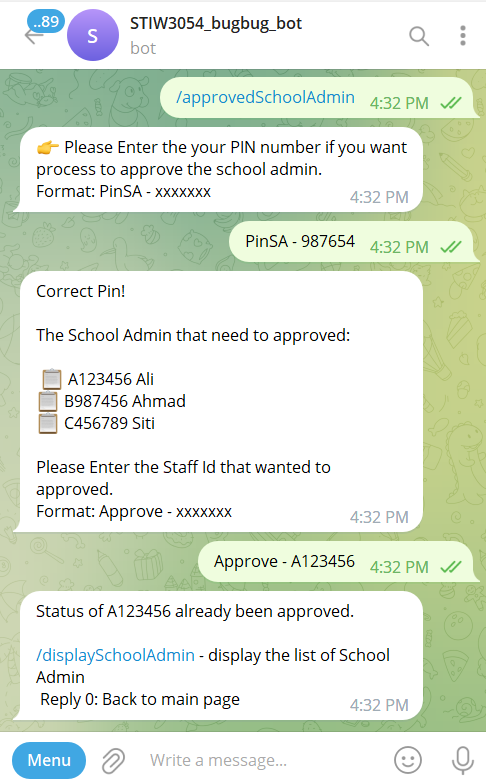 ..89
S
STIW3054_bugbug_bot
bot
/approvedSchoolAdmin 4:32 PM
👉 Please Enter the your PIN number if you want
process to approve the school admin.
Format: PinSA - xxxxxxx 4:32 PM
PinSA - 987654 4:32 PM
Correct Pin!
The School Admin that need to approved:
📋 A123456 Ali
📋 B987456 Ahmad
📋 C456789 Siti
Please Enter the Staff Id that wanted to
approved.
Format: Approve - xxxxxxx 4:32 PM
Approve - A123456 4:32 PM
Status of A123456 already been approved.
/displaySchoolAdmin - display the list of School
Admin
Reply 0: Back to main page 4:32 PM
Menu Write a message...